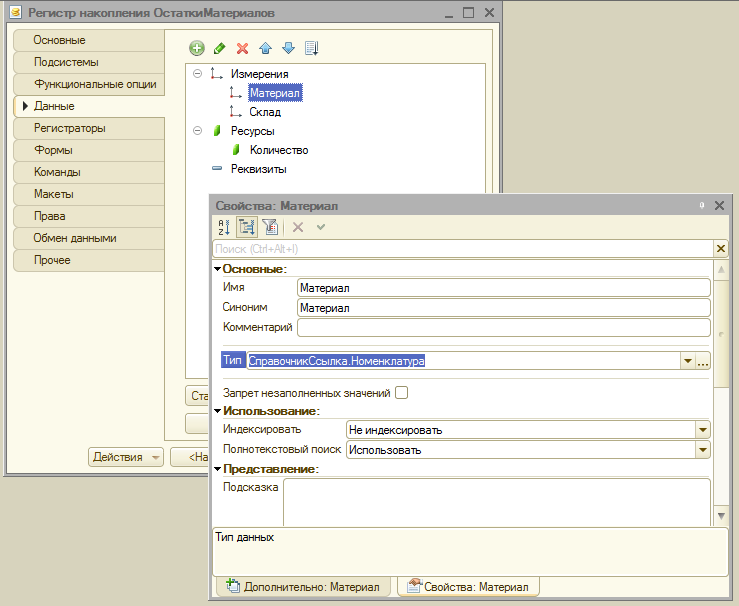 Регистр накопления ОстаткиМатериалов
Основные
Подсистемы
Функциональные опции
Данные
Регистраторы
Формы
Команды
Макеты
Права
Обмен данными
Прочее
Измерения
Материал
Склад
Ресурсы
Количество
Реквизиты
Ста
Действия
<На
Свойства: Материал
Поиск (Ctrl+Alt+I)
Основные:
Имя Материал
Синоним Материал
Комментарий
Тип СправочникСсылка.Номенклатура
Запрет незаполненных значений
Использование:
Индексировать Не индексировать
Полнотекстовый поиск Использовать
Представление:
Подсказка
Тип данных
Дополнительно: Материал Свойства: Материал